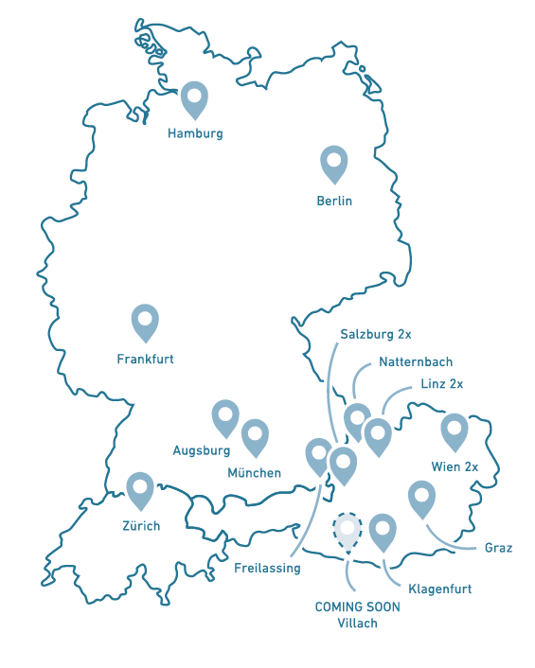 Hamburg
Berlin
Salzburg 2x
Frankfurt
Natternbach
Linz 2x
Augsburg
München
Wien 2x
Zürich
Graz
Freilassing
Klagenfurt
COMING SOON
Villach